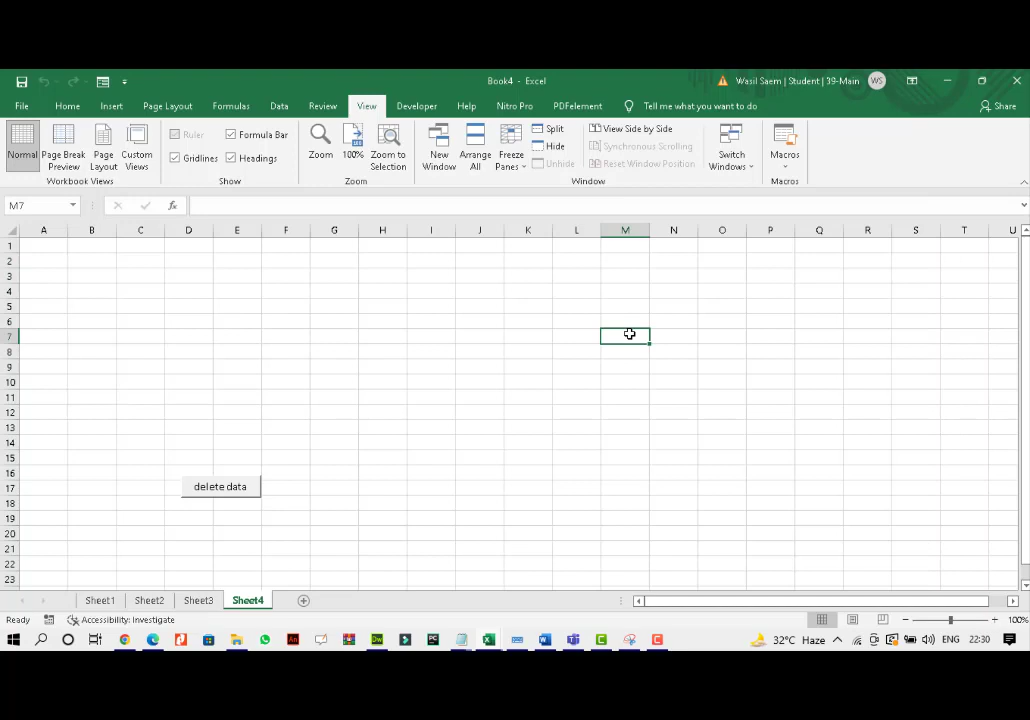 Book4 - Excel
Wasil Saem | Student | 39-Main
WS
File Home Insert Page Layout Formulas Data Review View Developer Help Nitro Pro PDFelement Tell me what you want to do Share
Normal
Page Break Preview
Page Layout
Custom Views
Workbook Views
Ruler
Formula Bar
Gridlines
Headings
Show
Zoom
100%
Zoom to Selection
Zoom
New Window
Arrange All
Freeze Panes
Split
Hide
Unhide
View Side by Side
Synchronous Scrolling
Reset Window Position
Window
Switch Windows
Macros
Macros
M7
fx
A B C D E F G H I J K L M N O P Q R S T U
1
2
3
4
5
6
7
8
9
10
11
12
13
14
15
16
17
18
19
20
21
22
23
delete data
Sheet1 Sheet2 Sheet3 Sheet4
Ready
Accessibility: Investigate
100%
32°C Haze
ENG
22:30